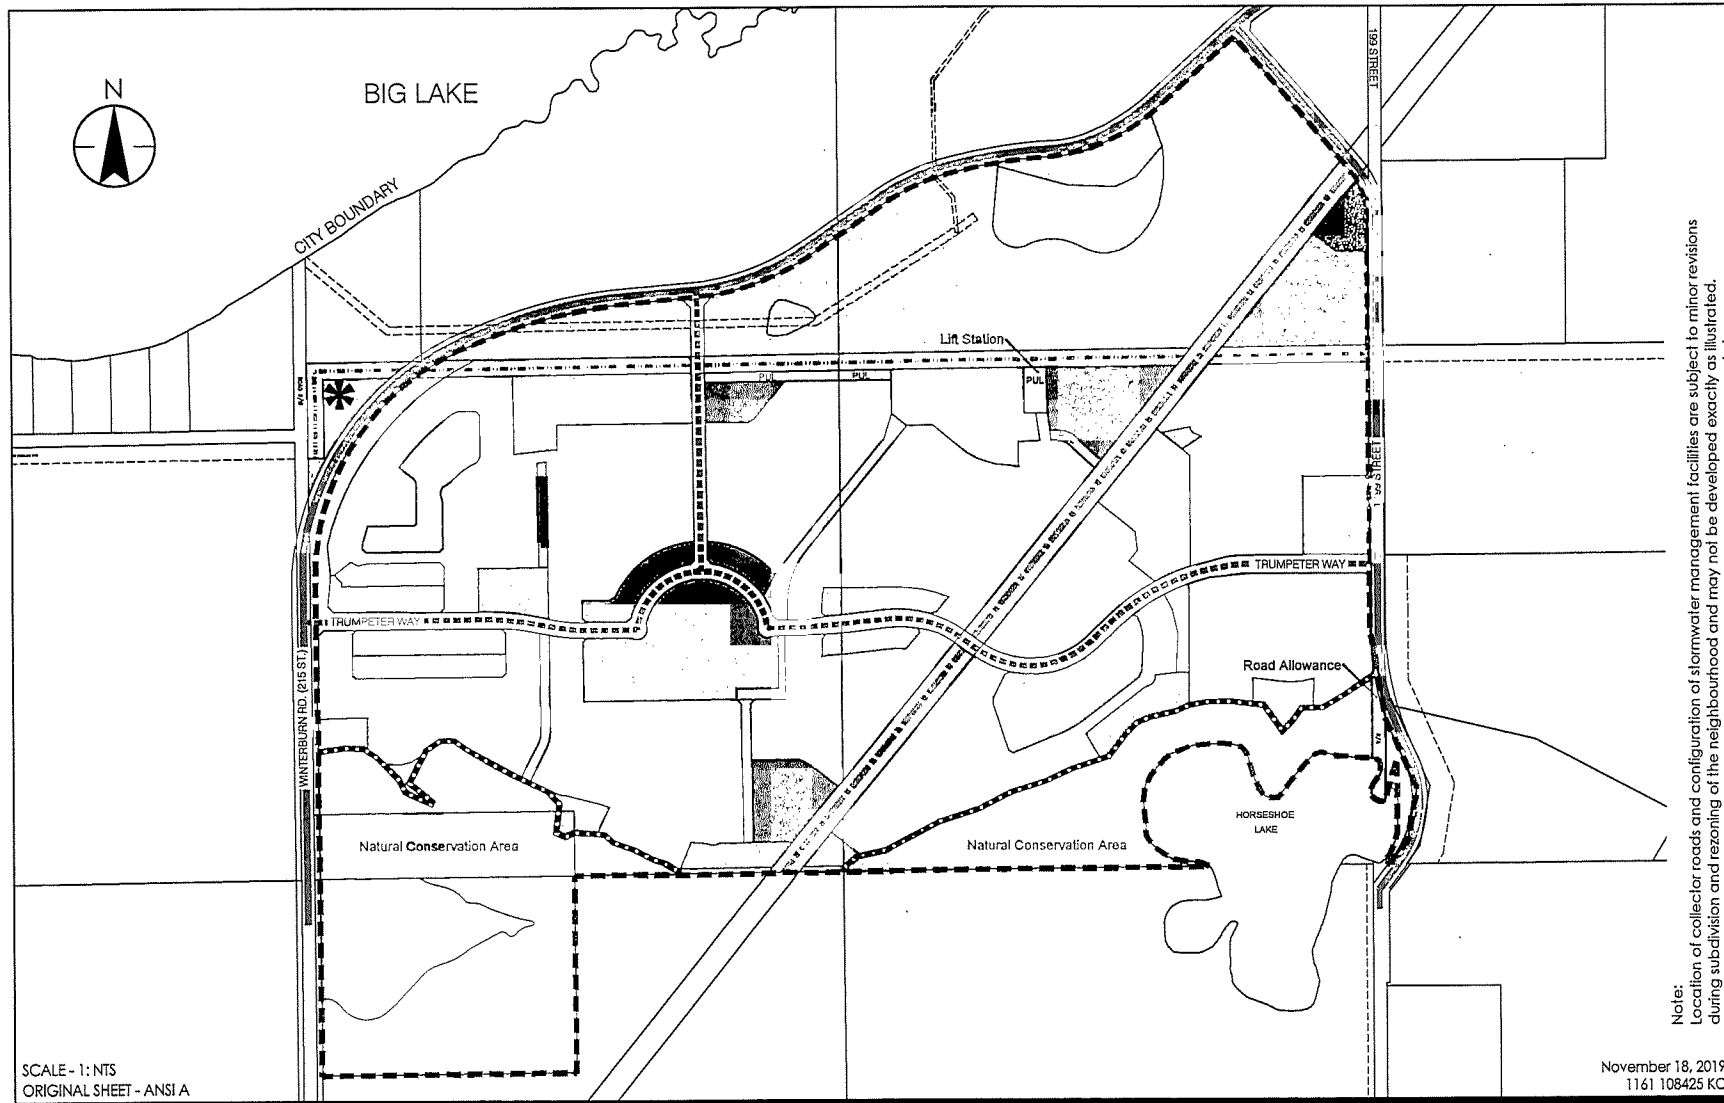 N
BIG LAKE
CITY BOUNDARY
199 STREET
Lift Station
PUL
PUL
PUL
199 STREET
TRUMPETER WAY
TRUMPETER WAY
WINTERBURN RD. (215 ST.)
Road Allowance
HORSESHOE
LAKE
Natural Conservation Area
Natural Conservation Area
Note:
Location of collector roads and configuration of stormwater management facilities are subject to minor revisions
during subdivision and rezoning of the neighbourhood and may not be developed exactly as illustrated.
SCALE - 1: NTS
ORIGINAL SHEET - ANSI A
November 18, 2019
1161 108425 KC